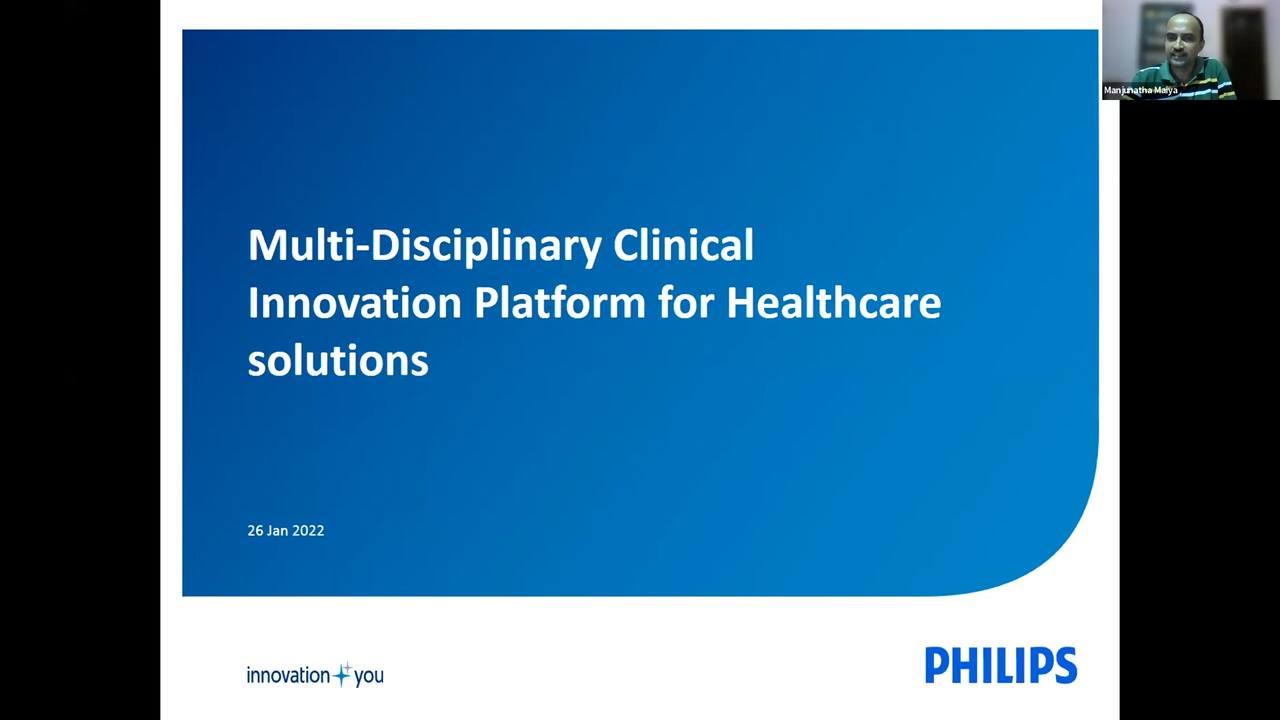 Manjunatha Maiya
Multi-Disciplinary Clinical
Innovation Platform for Healthcare
solutions
26 Jan 2022
innovation you
PHILIPS